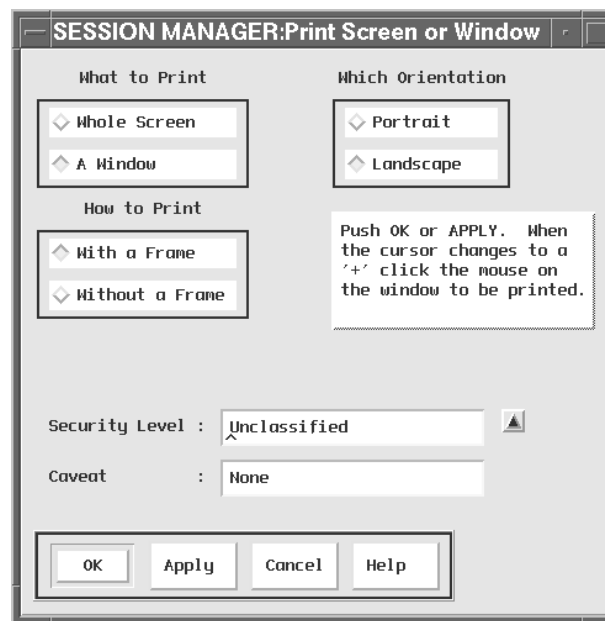 SESSION MANAGER:Print Screen or Window
What to Print
Whole Screen
A Window
Which Orientation
Portrait
Landscape
How to Print
With a Frame
Without a Frame
Push OK or APPLY. When
the cursor changes to a
'+' click the mouse on
the window to be printed.
Security Level : Unclassified
Caveat : None
OK Apply Cancel Help